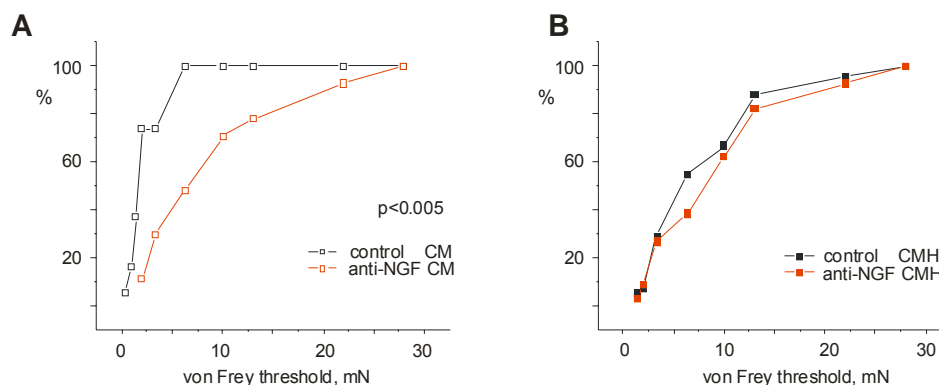 A
100
%
60
20
p<0.005
control CM
anti-NGF CM
0 10 20 30
von Frey threshold, mN
B
100
%
60
20
control CMH
anti-NGF CMH
0 10 20 30
von Frey threshold, mN